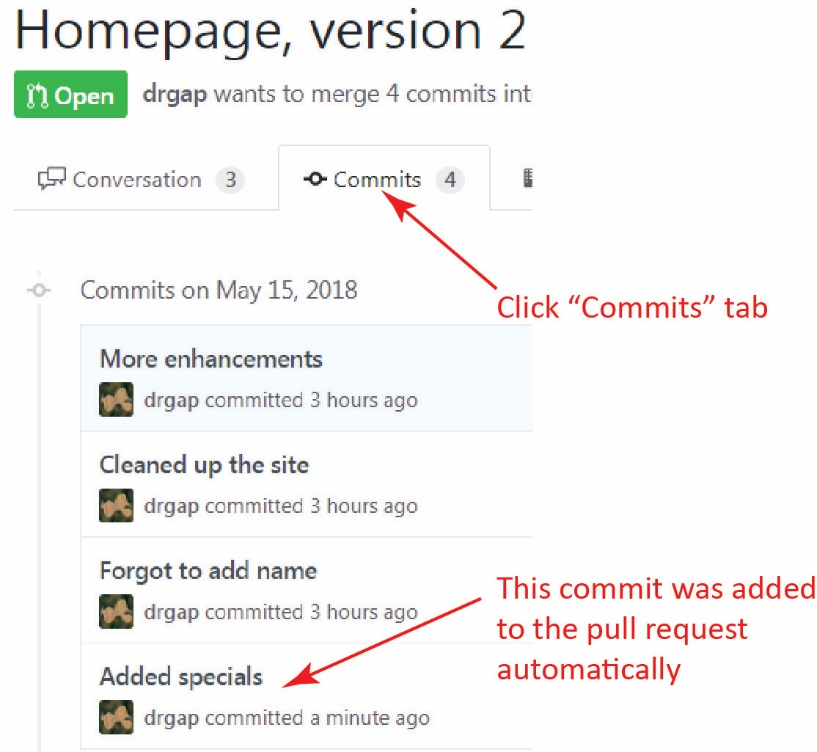 Homepage, version 2
Open drgap wants to merge 4 commits int
Conversation 3 Commits 4
Click “Commits” tab
Commits on May 15, 2018
More enhancements
drgap committed 3 hours ago
Cleaned up the site
drgap committed 3 hours ago
Forgot to add name
drgap committed 3 hours ago
This commit was added
to the pull request
automatically
Added specials
drgap committed a minute ago